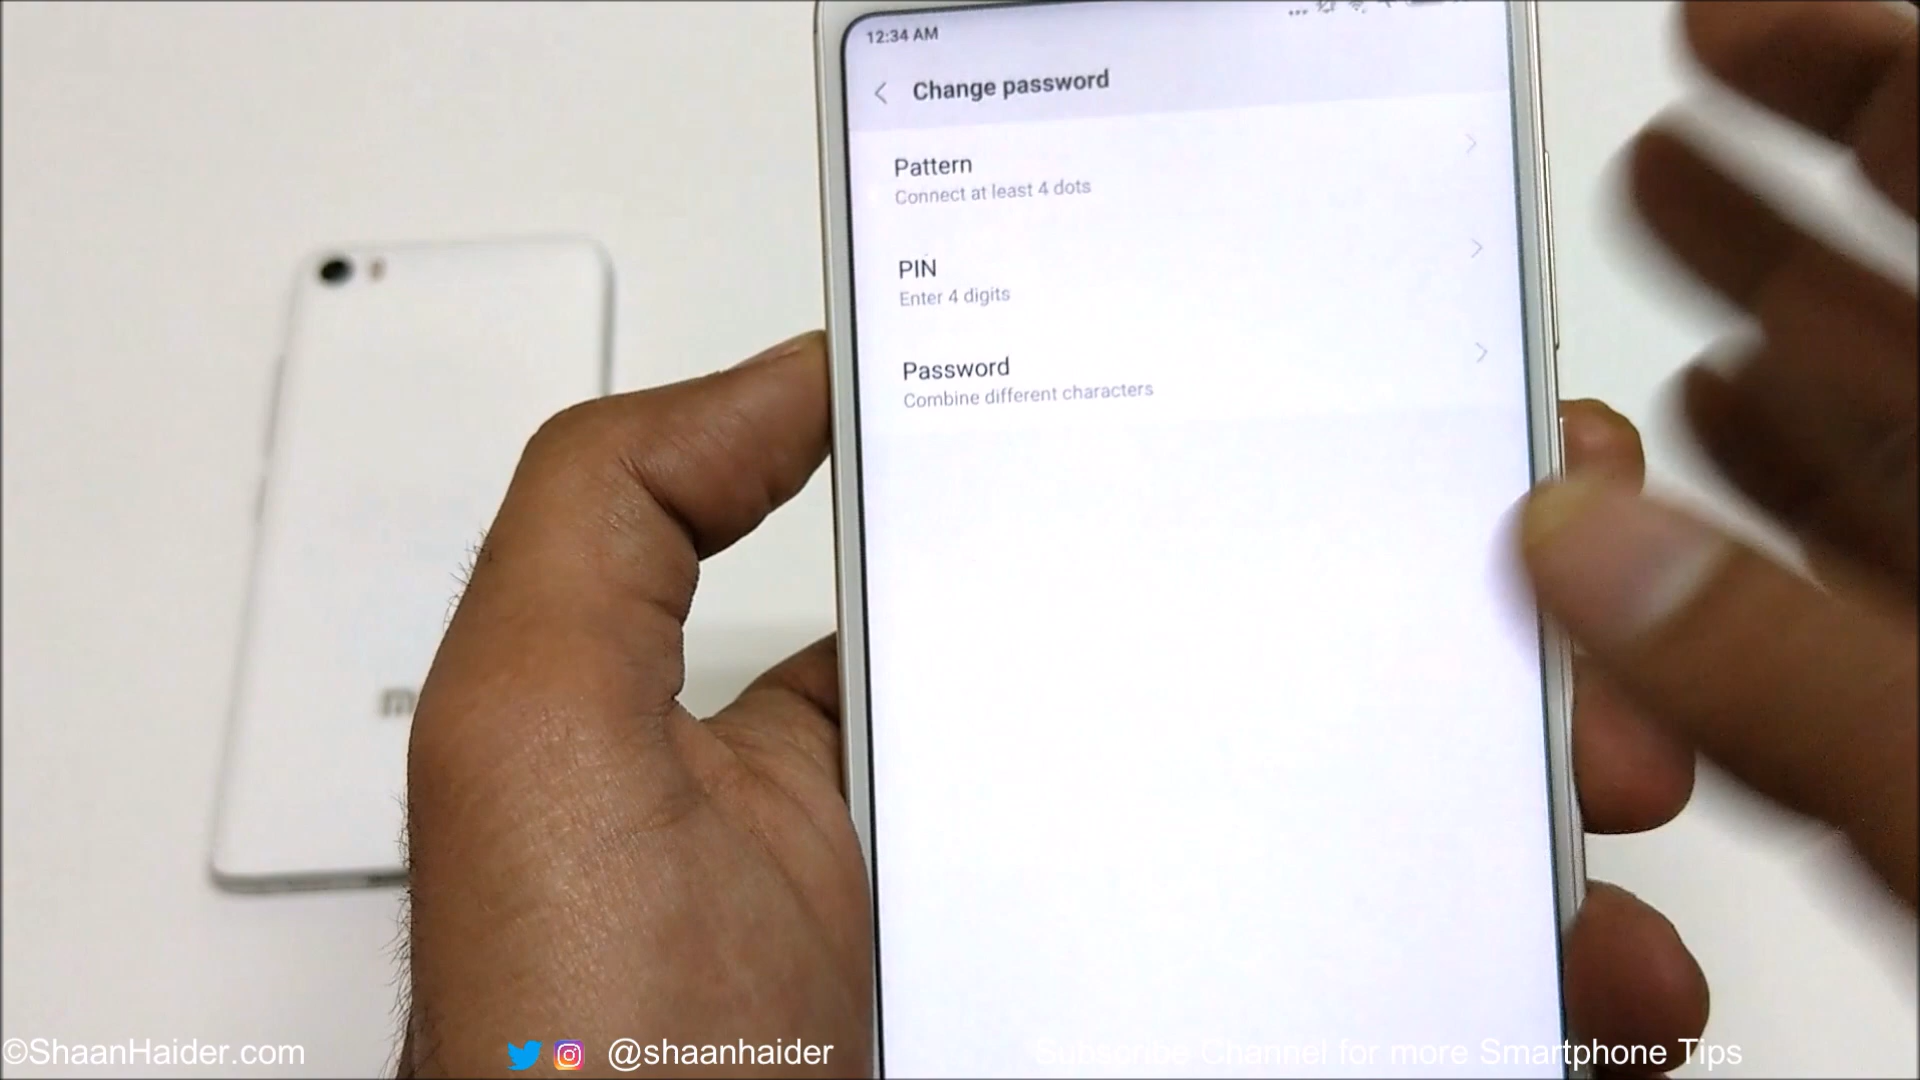 12:34 AM
Change password
Pattern
Connect at least 4 dots
PIN
Enter 4 digits
Password
Combine different characters
©ShaanHaider.com
@shaanhaider
Subscribe Channel for more Smartphone Tips